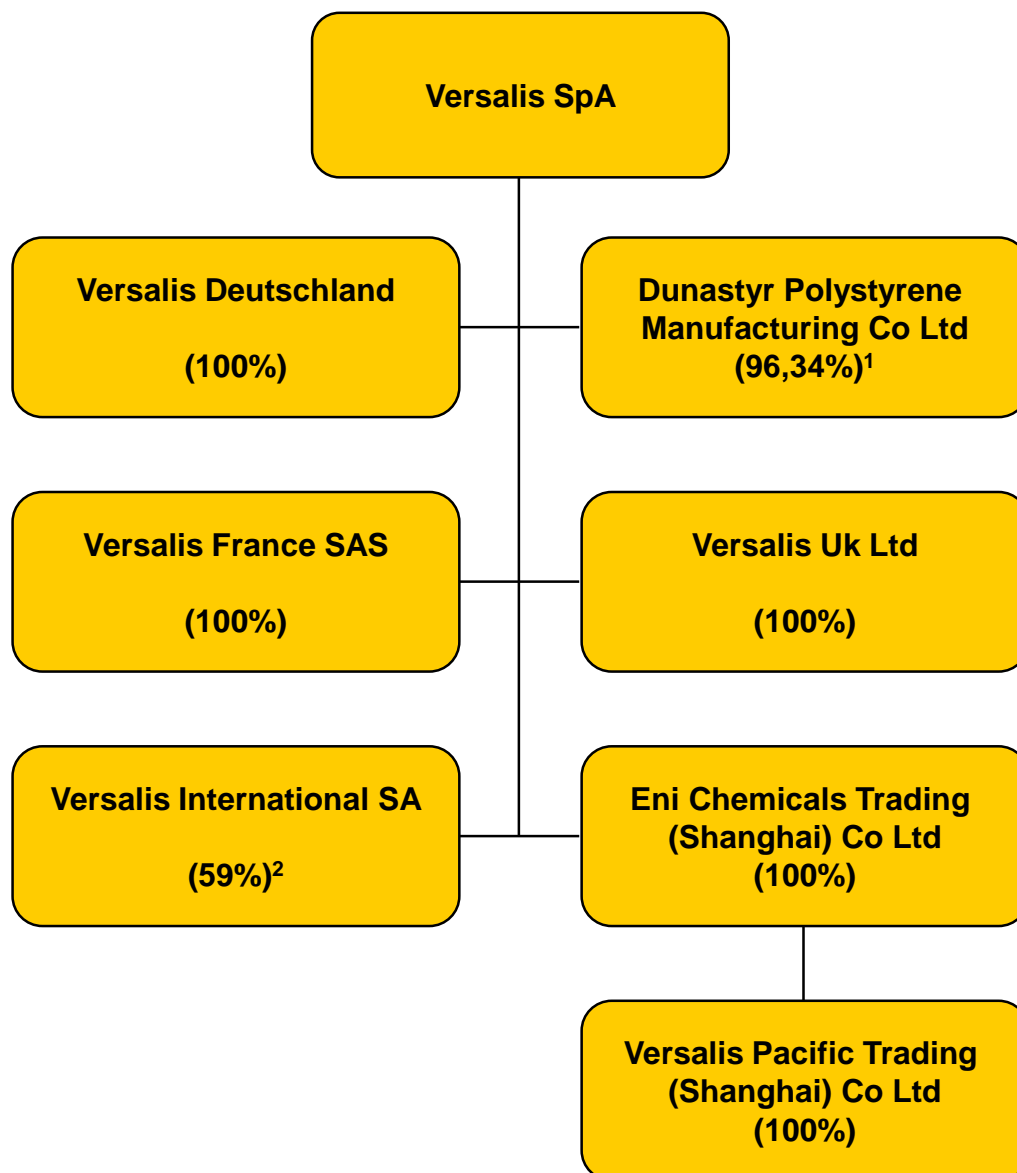 Versalis SpA
Versalis Deutschland
(100%)
Dunastyr Polystyrene
Manufacturing Co Ltd
(96,34%)¹
Versalis France SAS
(100%)
Versalis Uk Ltd
(100%)
Versalis International SA
(59%)²
Eni Chemicals Trading
(Shanghai) Co Ltd
(100%)
Versalis Pacific Trading
(Shanghai) Co Ltd
(100%)